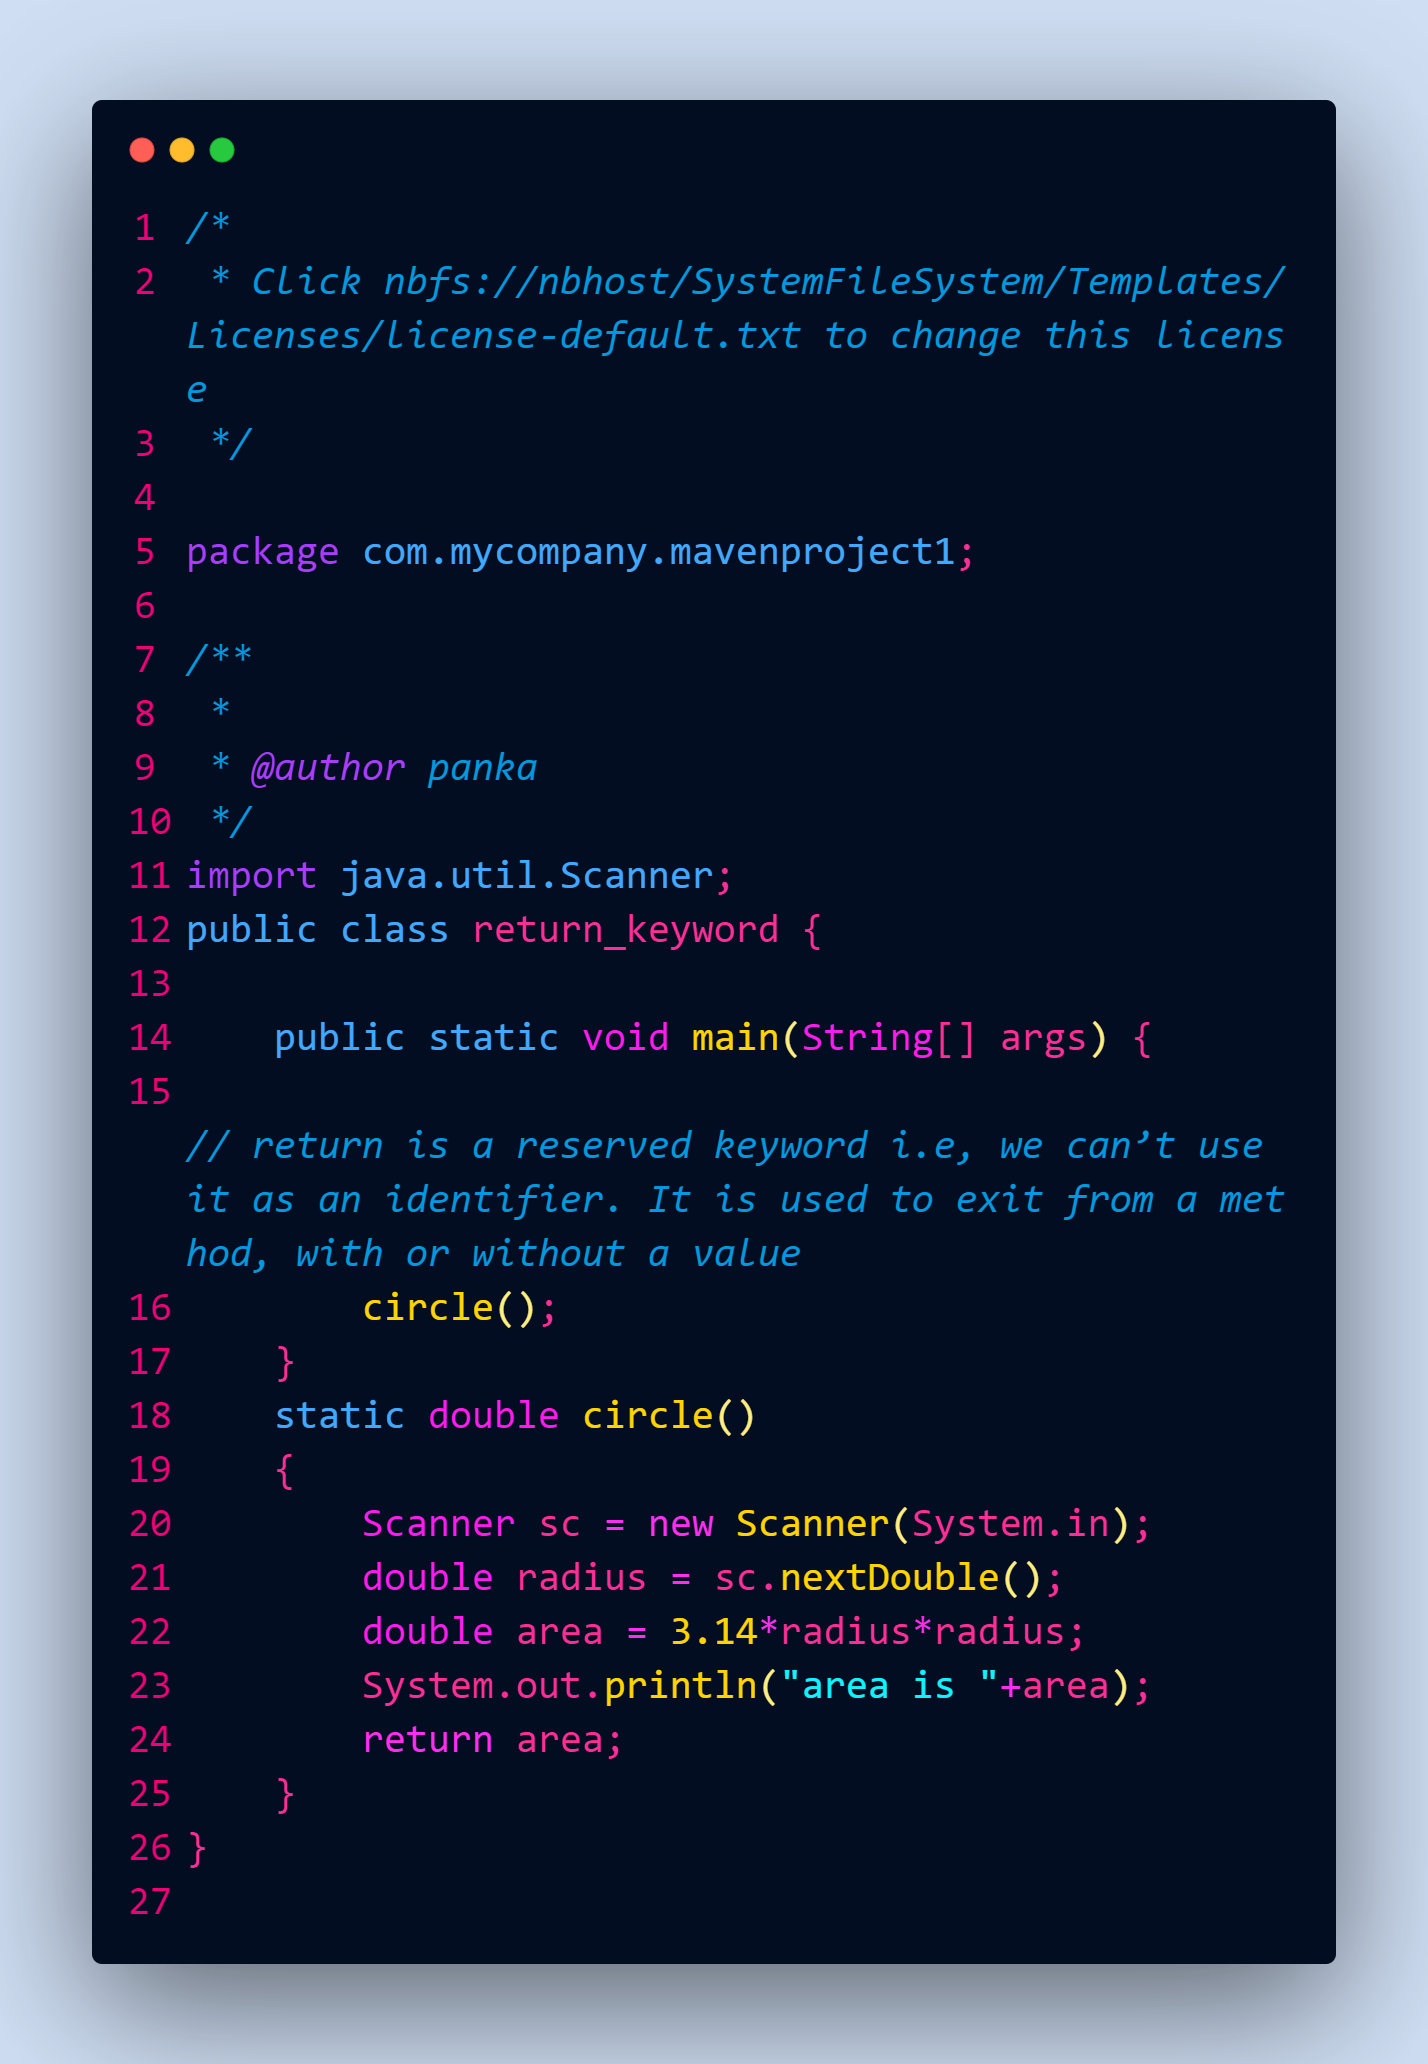 1 /*
2  * Click nbfs://nbhost/SystemFileSystem/Templates/
Licenses/license-default.txt to change this licens
e
3  */
4
5 package com.mycompany.mavenproject1;
6
7 /**
8  *
9  * @author panka
10  */
11 import java.util.Scanner;
12 public class return_keyword {
13
14     public static void main(String[] args) {
15
// return is a reserved keyword i.e, we can’t use
it as an identifier. It is used to exit from a met
hod, with or without a value
16         circle();
17     }
18     static double circle()
19     {
20         Scanner sc = new Scanner(System.in);
21         double radius = sc.nextDouble();
22         double area = 3.14*radius*radius;
23         System.out.println("area is "+area);
24         return area;
25     }
26 }
27